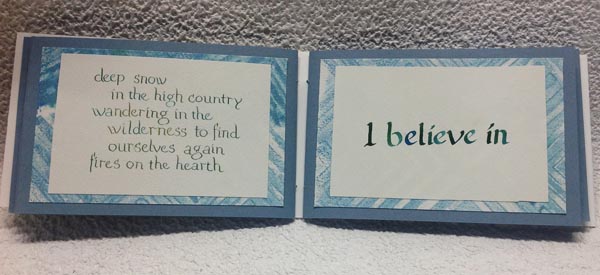 deep snow
in the high country
wandering in the
wilderness to find
ourselves again
fires on the hearth
I believe in